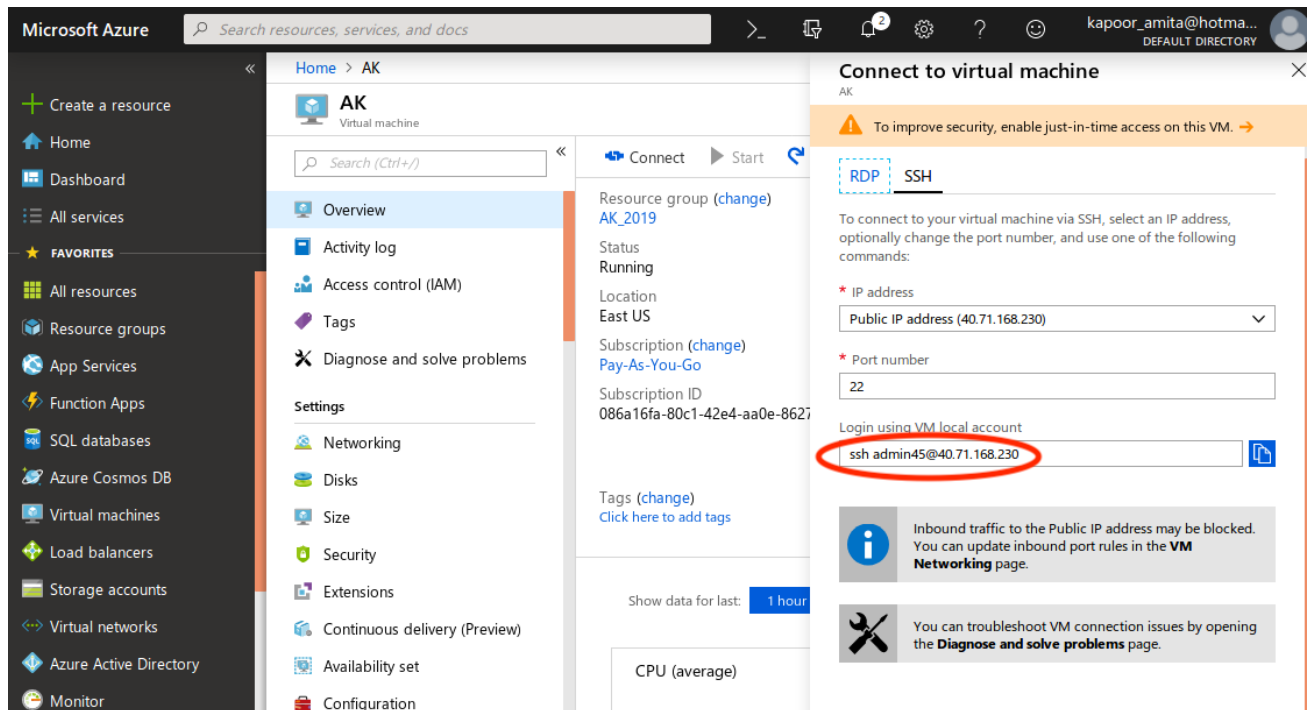 Microsoft Azure
Search resources, services, and docs
>_
2
?
kapoor_amita@hotma...
DEFAULT DIRECTORY
«
Create a resource
Home
Dashboard
All services
FAVORITES
All resources
Resource groups
App Services
Function Apps
SQL databases
Azure Cosmos DB
Virtual machines
Load balancers
Storage accounts
Virtual networks
Azure Active Directory
Monitor
Home > AK
AK
Virtual machine
Search (Ctrl+/)
«
Overview
Activity log
Access control (IAM)
Tags
Diagnose and solve problems
Settings
Networking
Disks
Size
Security
Extensions
Continuous delivery (Preview)
Availability set
Configuration
Connect Start
Resource group (change)
AK_2019
Status
Running
Location
East US
Subscription (change)
Pay-As-You-Go
Subscription ID
086a16fa-80c1-42e4-aa0e-8627
Tags (change)
Click here to add tags
Show data for last: 1 hour
CPU (average)
Connect to virtual machine
AK
To improve security, enable just-in-time access on this VM. →
RDP SSH
To connect to your virtual machine via SSH, select an IP address,
optionally change the port number, and use one of the following
commands:
* IP address
Public IP address (40.71.168.230)
* Port number
22
Login using VM local account
ssh admin45@40.71.168.230
Inbound traffic to the Public IP address may be blocked.
You can update inbound port rules in the VM
Networking page.
You can troubleshoot VM connection issues by opening
the Diagnose and solve problems page.